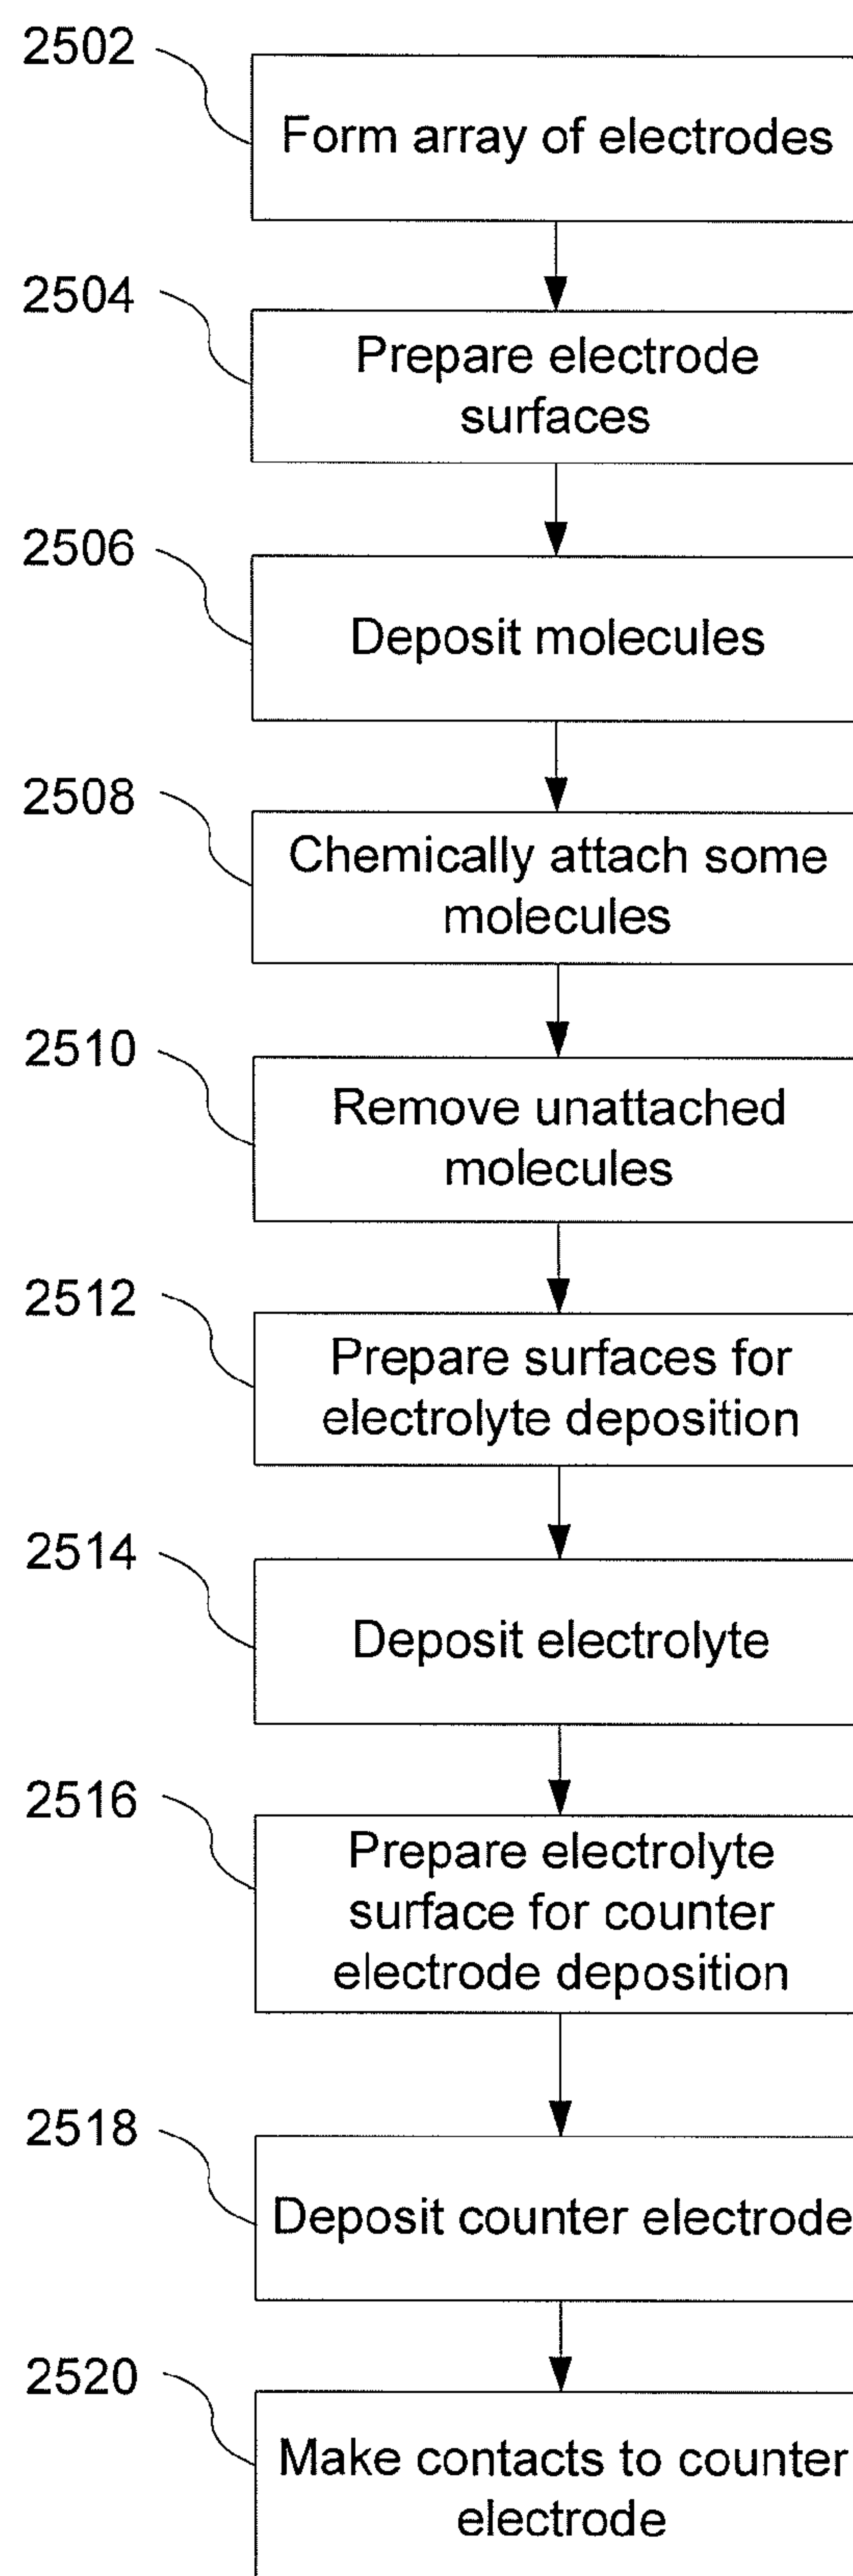 2502
Form array of electrodes
2504
Prepare electrode
surfaces
2506
Deposit molecules
2508
Chemically attach some
molecules
2510
Remove unattached
molecules
2512
Prepare surfaces for
electrolyte deposition
2514
Deposit electrolyte
2516
Prepare electrolyte
surface for counter
electrode deposition
2518
Deposit counter electrode
2520
Make contacts to counter
electrode